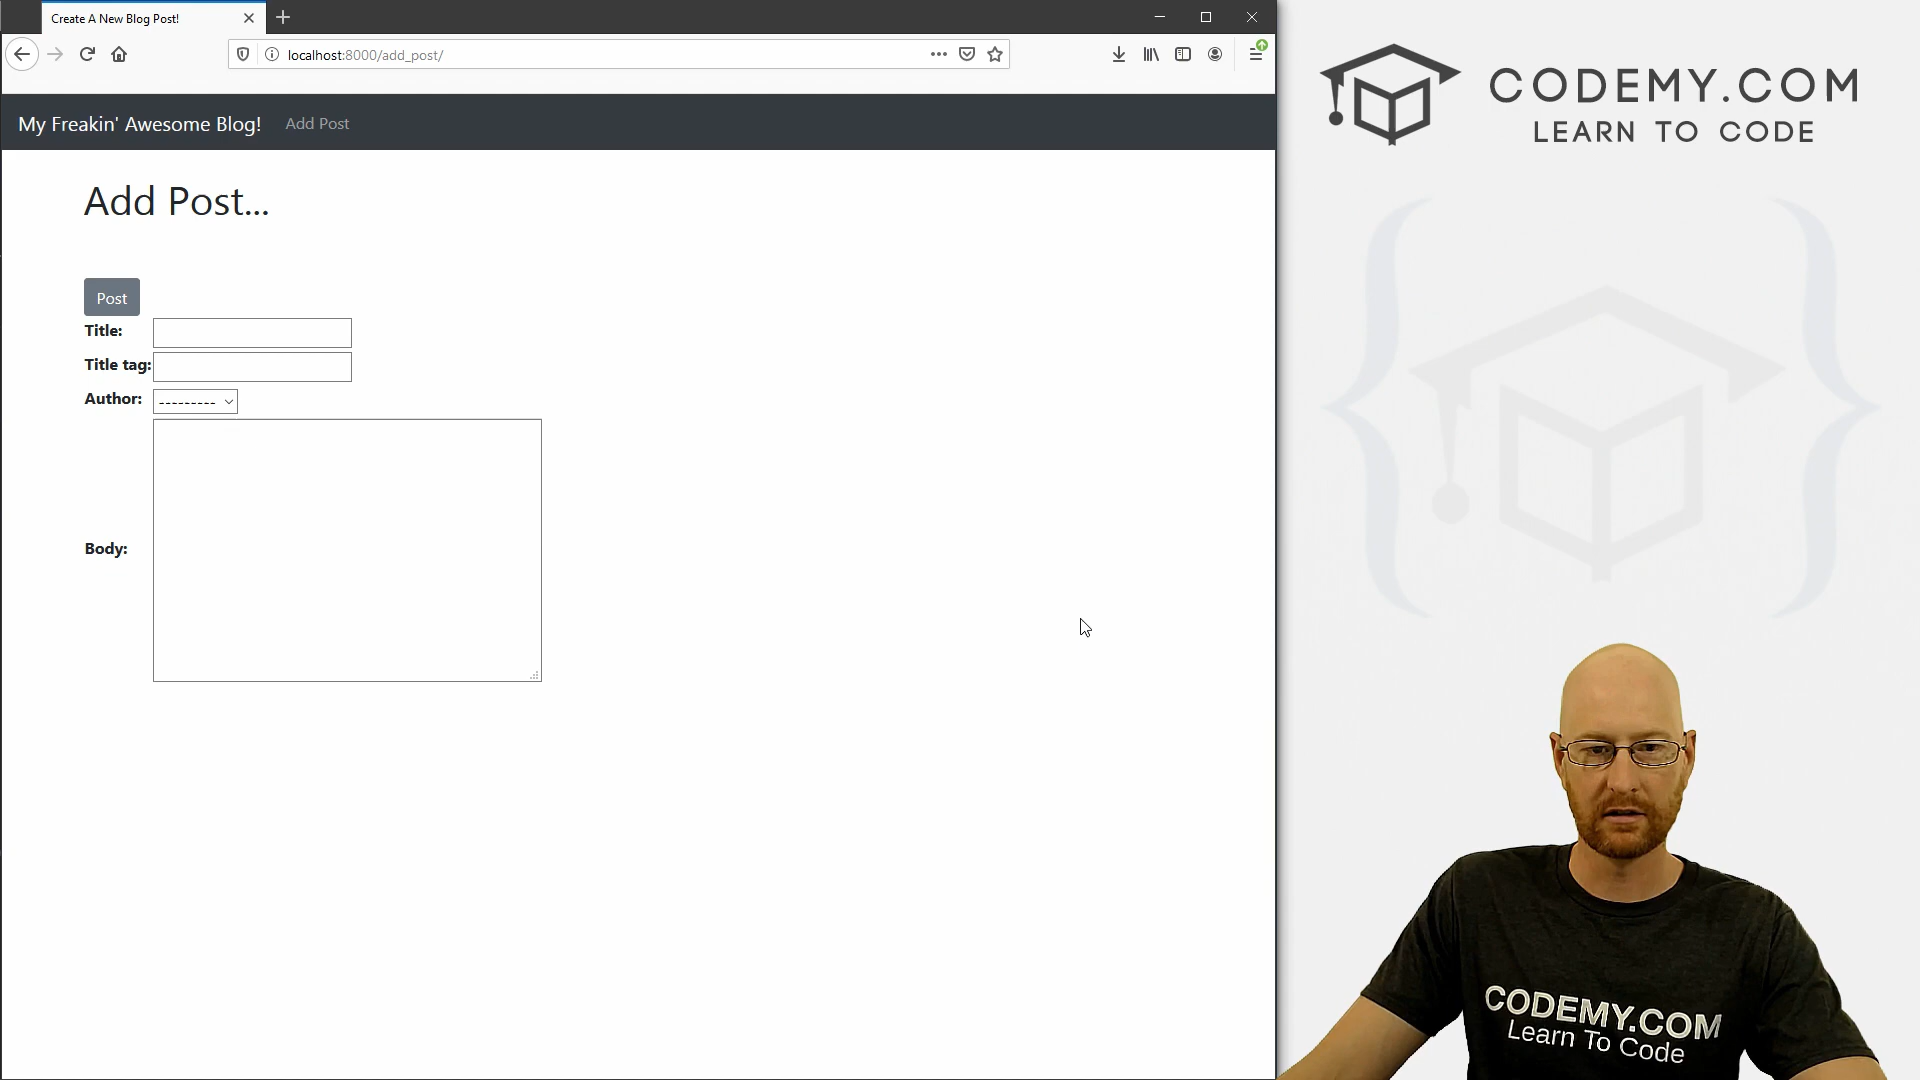 Create A New Blog Post!
localhost:8000/add_post/
My Freakin' Awesome Blog! Add Post
Add Post...
Post
Title:
Title tag:
Author: ---------
Body:
CODEMY.COM
LEARN TO CODE
CODEMY.COM
Learn To Code